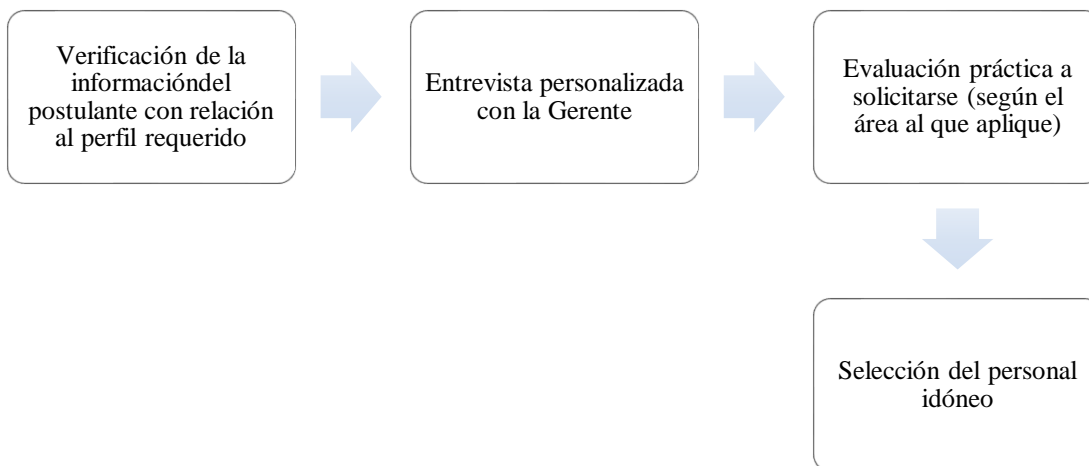 Verificación de la
informacióndel
postulante con relación
al perfil requerido
Entrevista personalizada
con la Gerente
Evaluación práctica a
solicitarse (según el
área al que aplique)
Selección del personal
idóneo